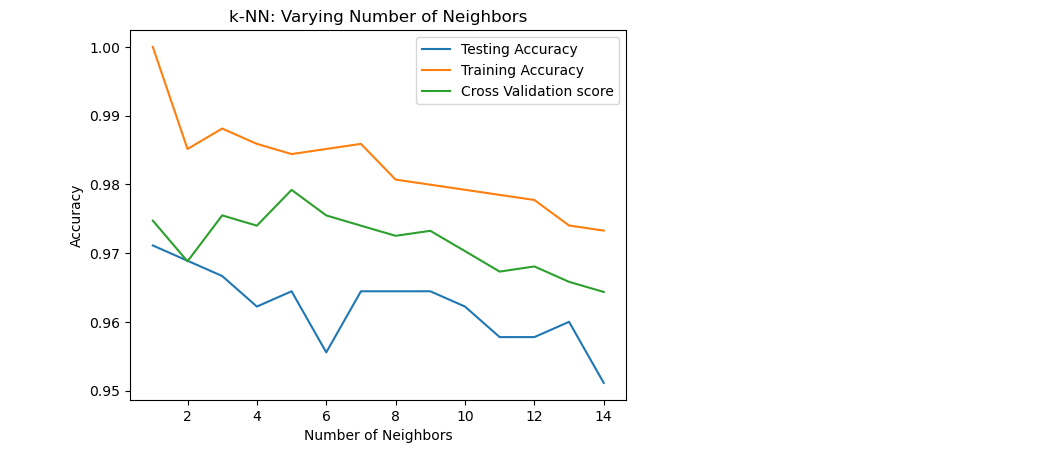 k-NN: Varying Number of Neighbors
Testing Accuracy
Training Accuracy
Cross Validation score
1.00
0.99
0.98
0.97
0.96
0.95
Accuracy
2 4 6 8 10 12 14
Number of Neighbors